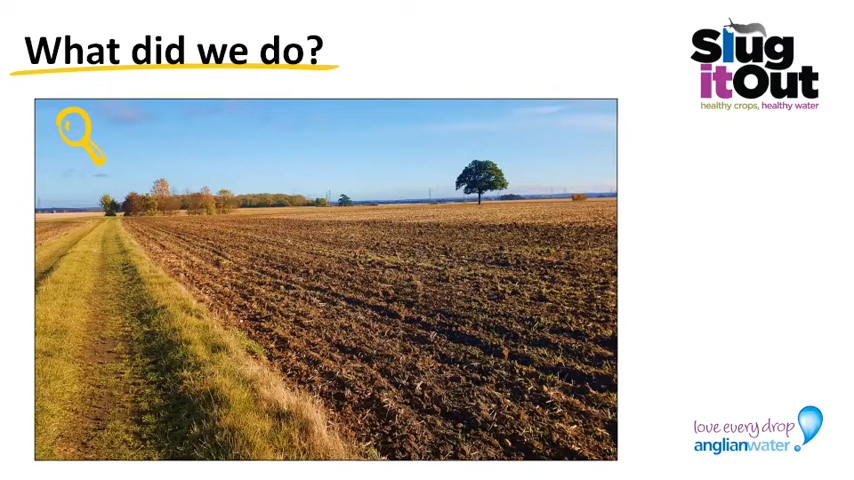 What did we do?
Slug
itOut
healthy crops, healthy water
love every drop
anglianwater